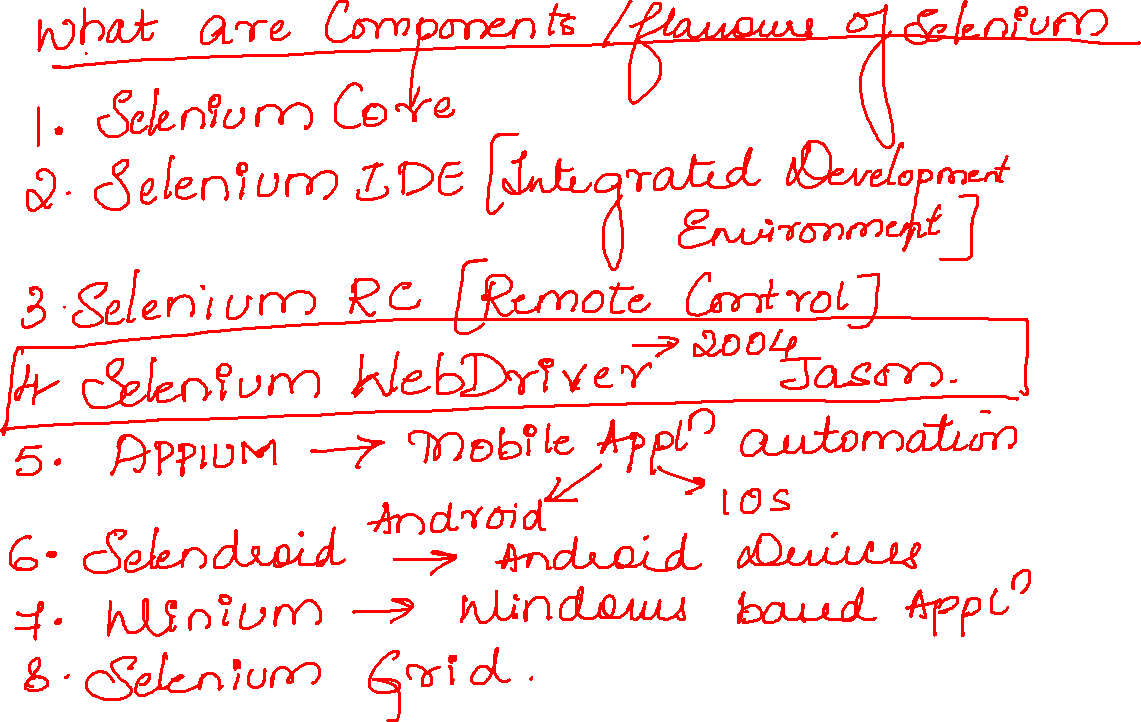 What are Components / flavours of Selenium
1. Selenium Core
2. Selenium IDE [Integrated Development
Environment]
3. Selenium RC [Remote Control]
4 Selenium WebDriver → 2004 Jason.
5. APPIUM → Mobile Appln automation
Android IOS
6. Selendroid → Android Devices
7. Winium → Windows based Appln
8. Selenium Grid.